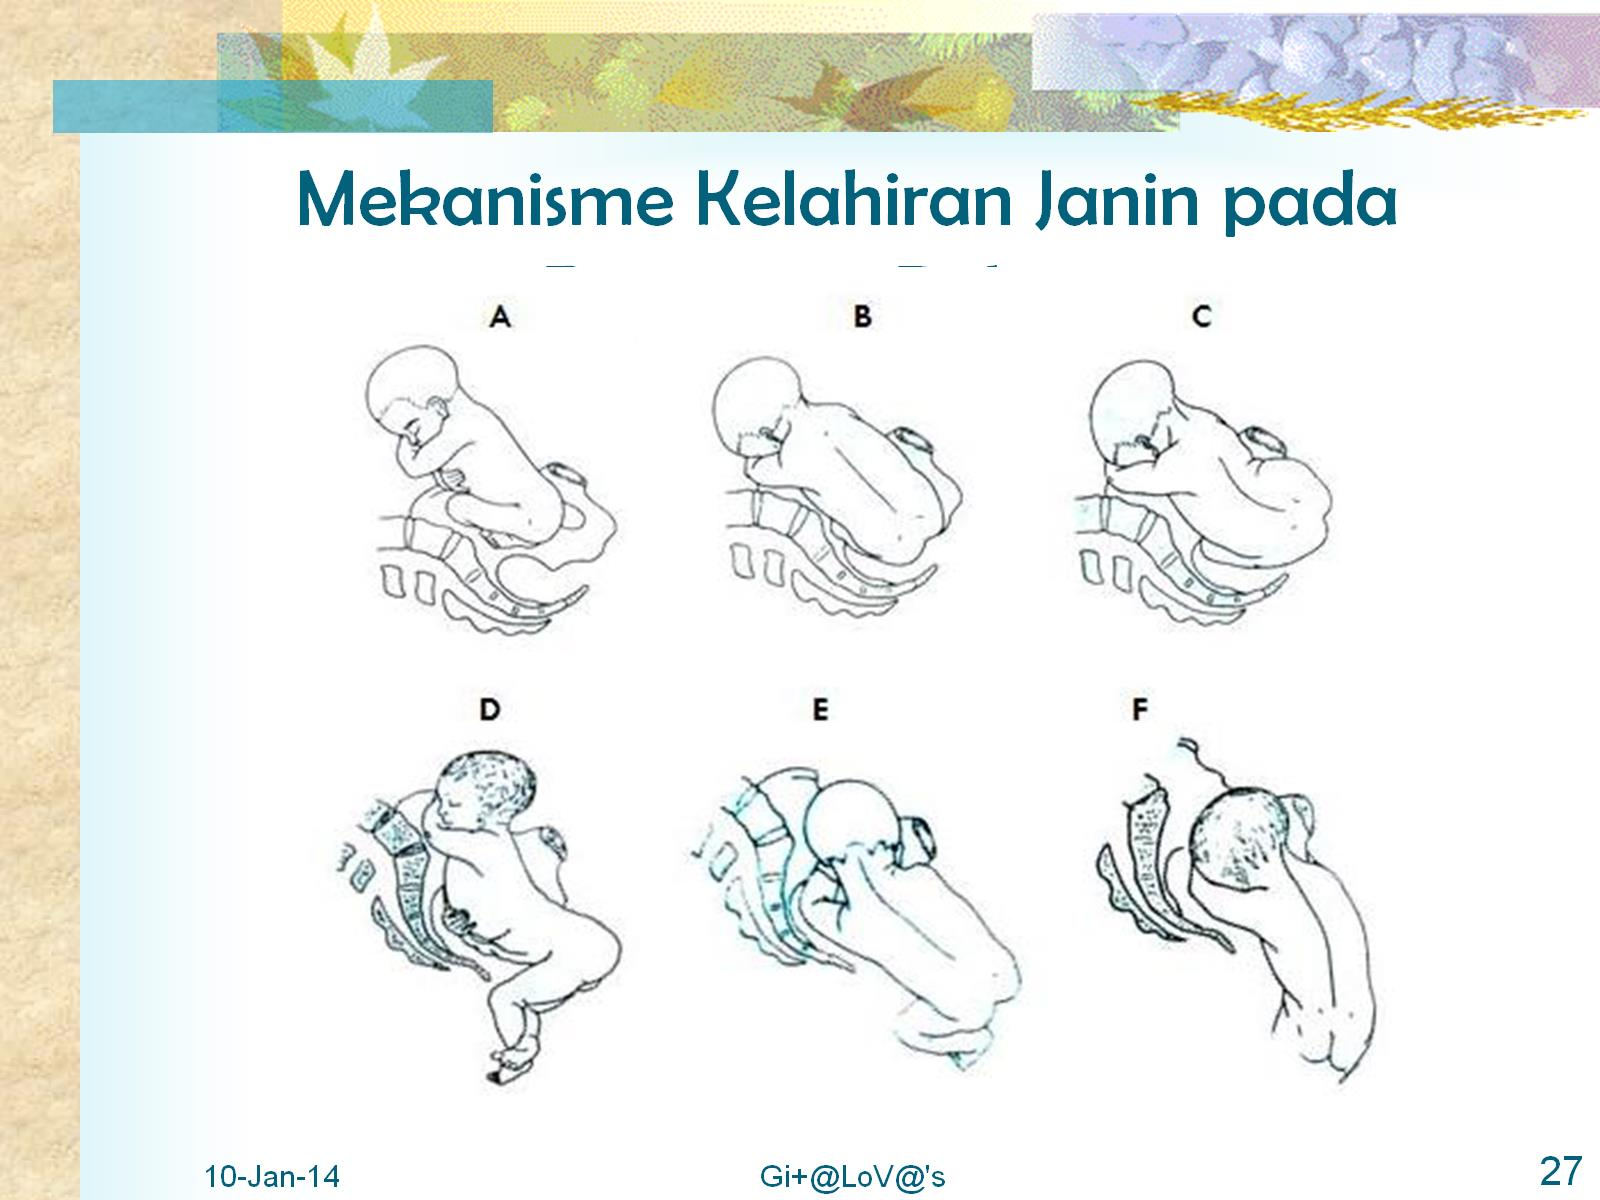 Mekanisme Kelahiran Janin pada
A B C
D E F
10-Jan-14 Gi+@LoV@'s 27